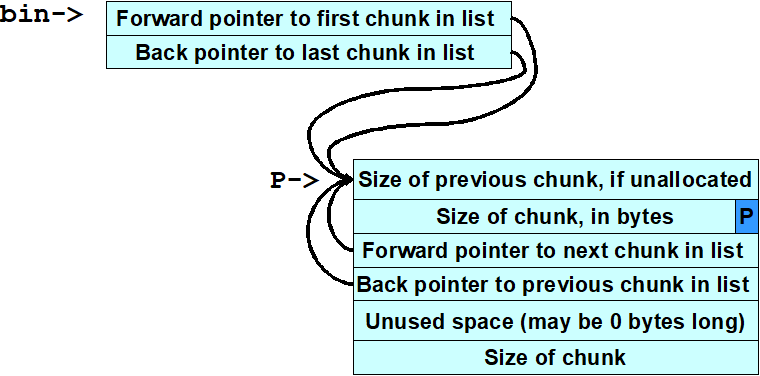 bin->
Forward pointer to first chunk in list
Back pointer to last chunk in list
P->
Size of previous chunk, if unallocated
Size of chunk, in bytes P
Forward pointer to next chunk in list
Back pointer to previous chunk in list
Unused space (may be 0 bytes long)
Size of chunk